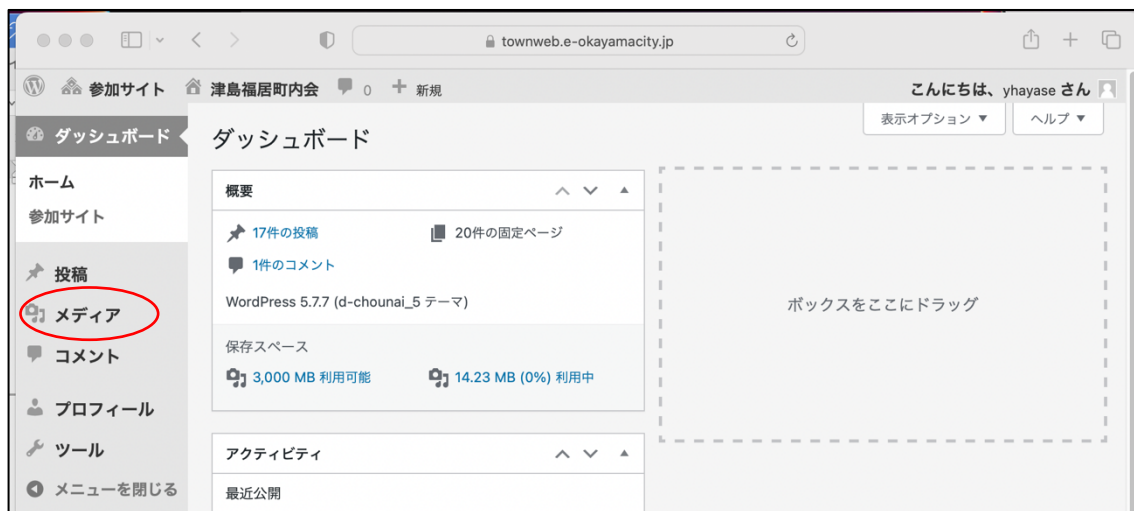 townweb.e-okayamacity.jp
参加サイト 津島福居町内会 0 新規 こんにちは、yhayase さん
表示オプション ▼ ヘルプ ▼
ダッシュボード
ホーム
参加サイト
投稿
メディア
コメント
プロフィール
ツール
メニューを閉じる
ダッシュボード
概要
17件の投稿 20件の固定ページ
1件のコメント
WordPress 5.7.7 (d-chounai_5 テーマ)
保存スペース
3,000 MB 利用可能 14.23 MB (0%) 利用中
アクティビティ
最近公開
ボックスをここにドラッグ